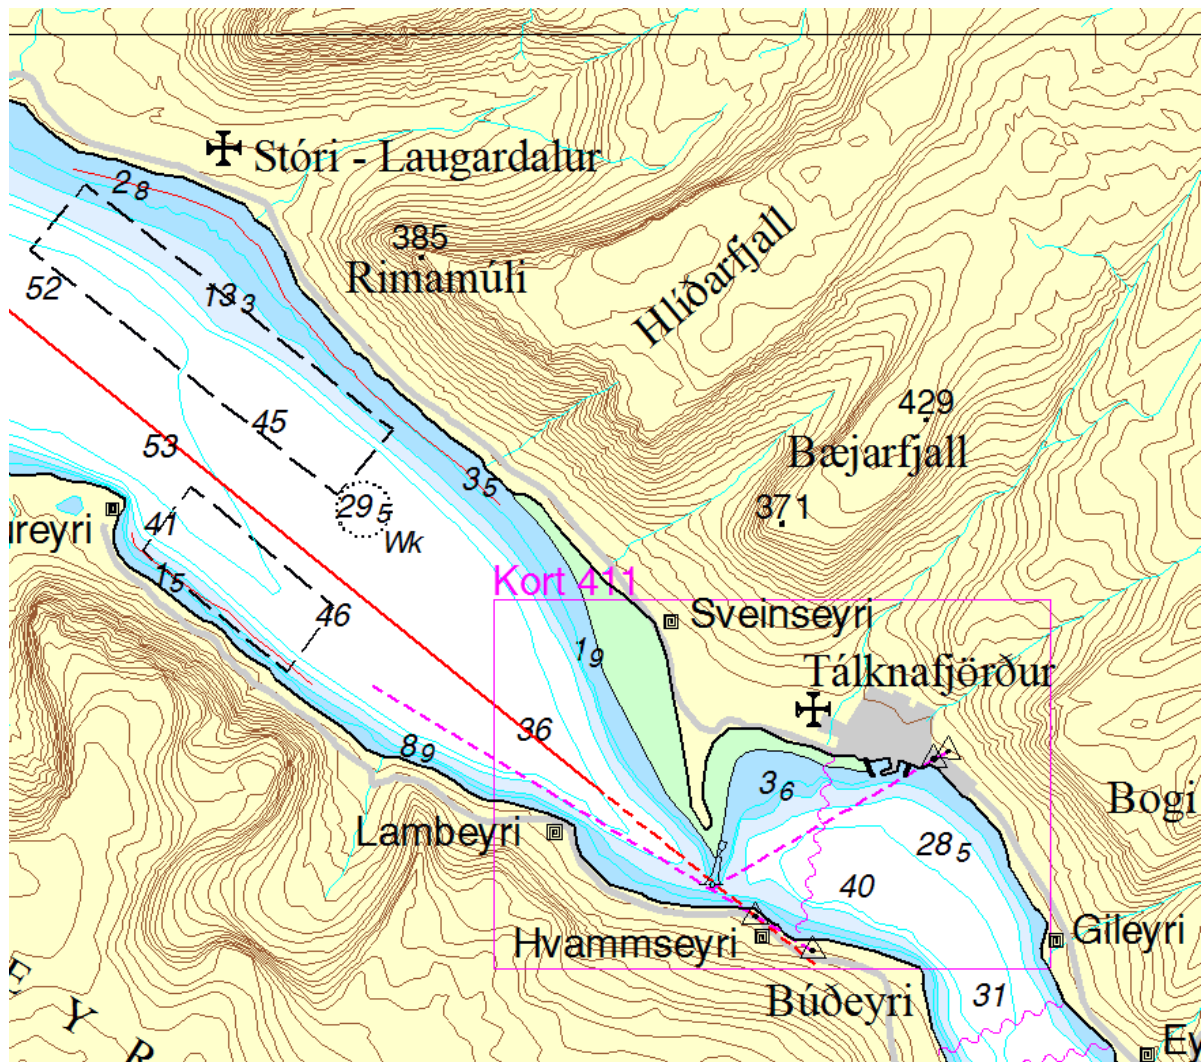 Stóri - Laugardalur
2 8
385
Rimamúli
Hlíðarfjall
52
13 3
429
45
53
Bæjarfjall
3 5
371
29 5
Wk
ureyri
41
15
Kort 411
46
Sveinseyri
1 9
Tálknafjörður
36
8 9
3 6
Bogi
Lambeyri
28 5
40
Hvammseyri
Gileyri
Búðeyri
31
E
Y
R
Ey